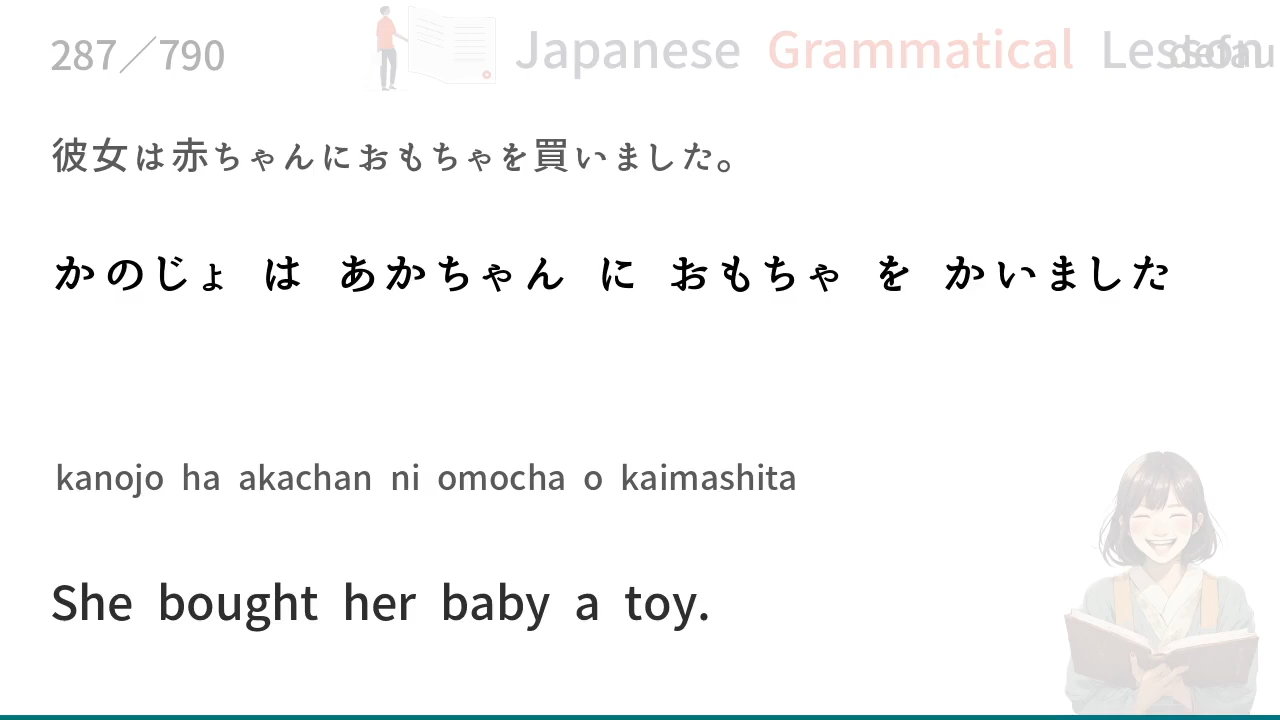 287／790
Japanese Grammatical Lesson
彼女は赤ちゃんにおもちゃを買いました。
かのじょ は あかちゃん に おもちゃ を かいました
kanojo ha akachan ni omocha o kaimashita
She bought her baby a toy.